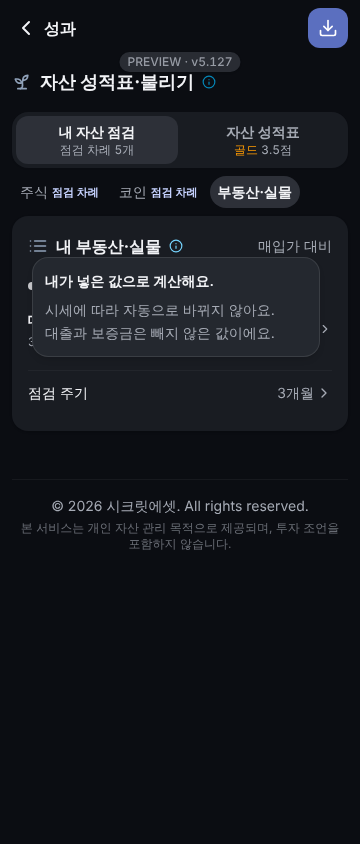 성과
PREVIEW · v5.127
자산 성적표·불리기
내 자산 점검
점검 차례 5개
자산 성적표
골드 3.5점
주식 점검 차례
코인 점검 차례
부동산·실물
내 부동산·실물
매입가 대비
내가 넣은 값으로 계산해요.
시세에 따라 자동으로 바뀌지 않아요.
대출과 보증금은 빼지 않은 값이에요.
점검 주기
3개월
© 2026 시크릿에셋. All rights reserved.
본 서비스는 개인 자산 관리 목적으로 제공되며, 투자 조언을
포함하지 않습니다.